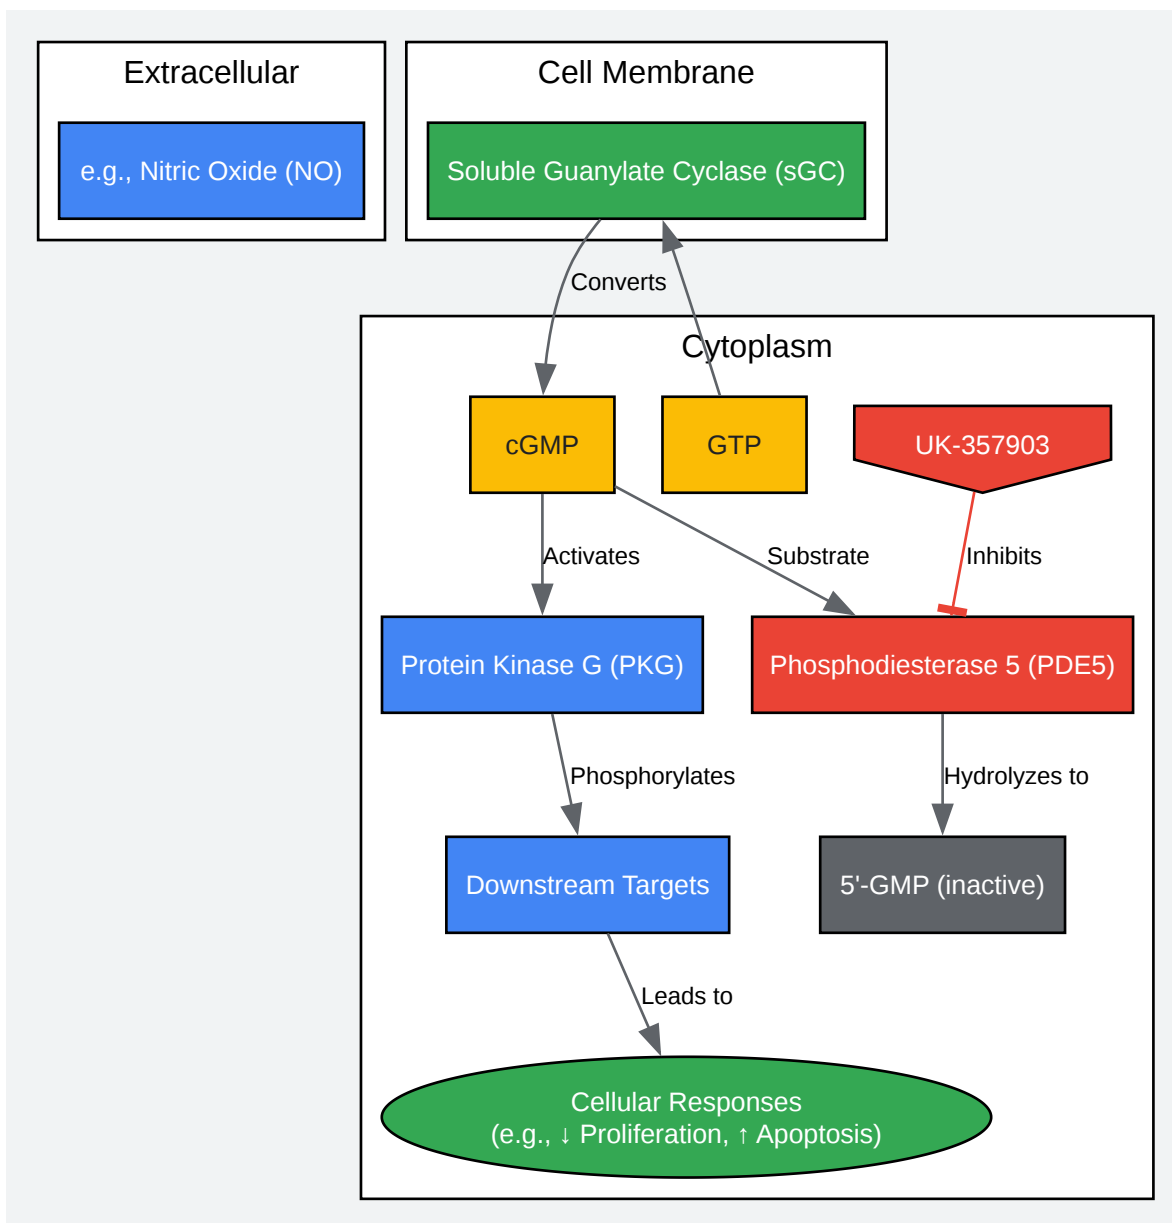 Extracellular
Cell Membrane
e.g., Nitric Oxide (NO)
Soluble Guanylate Cyclase (sGC)
Converts
Cytoplasm
cGMP
GTP
UK-357903
Activates
Substrate
Inhibits
Protein Kinase G (PKG)
Phosphodiesterase 5 (PDE5)
Phosphorylates
Hydrolyzes to
Downstream Targets
5'-GMP (inactive)
Leads to
Cellular Responses
(e.g., ↓ Proliferation, ↑ Apoptosis)